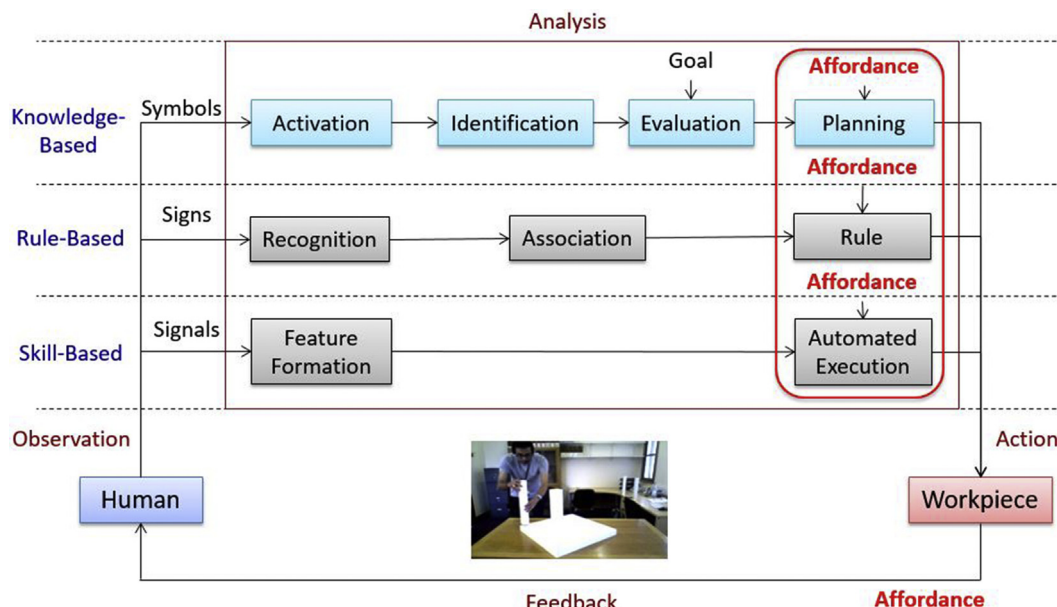 Analysis
Goal
Affordance
Knowledge-
Based
Symbols
Activation
Identification
Evaluation
Planning
Affordance
Rule-Based
Signs
Recognition
Association
Rule
Affordance
Skill-Based
Signals
Feature
Formation
Automated
Execution
Observation
Action
Human
Workpiece
Feedback
Affordance